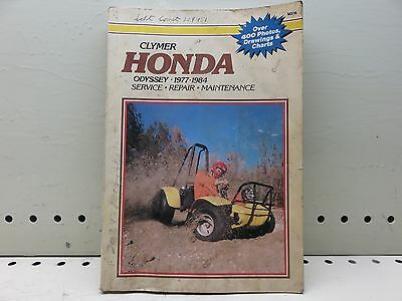 CLYMER
HONDA
ODYSSEY • 1977-1984
SERVICE • REPAIR • MAINTENANCE
Over
400 Photos,
Drawings &
Charts